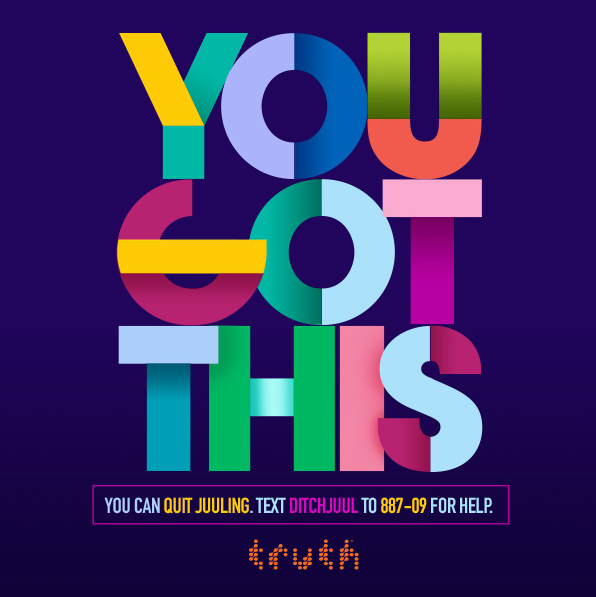 YOU
GOT
THIS
YOU CAN QUIT JUULING. TEXT DITCHJUUL TO 887-09 FOR HELP.
truth